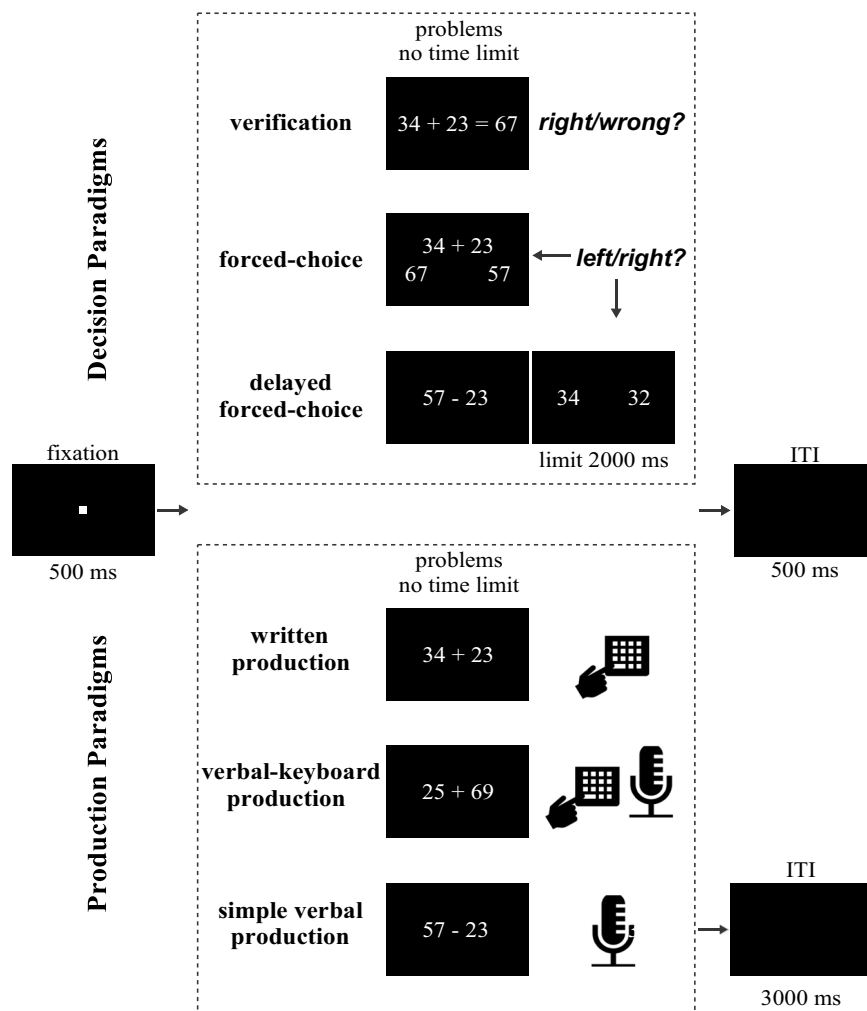 problems
no time limit
Decision Paradigms
verification
34 + 23 = 67
right/wrong?
forced-choice
34 + 23
67 57
left/right?
delayed
forced-choice
57 - 23
34 32
limit 2000 ms
fixation
500 ms
ITI
500 ms
problems
no time limit
Production Paradigms
written
production
34 + 23
verbal-keyboard
production
25 + 69
simple verbal
production
57 - 23
ITI
3000 ms